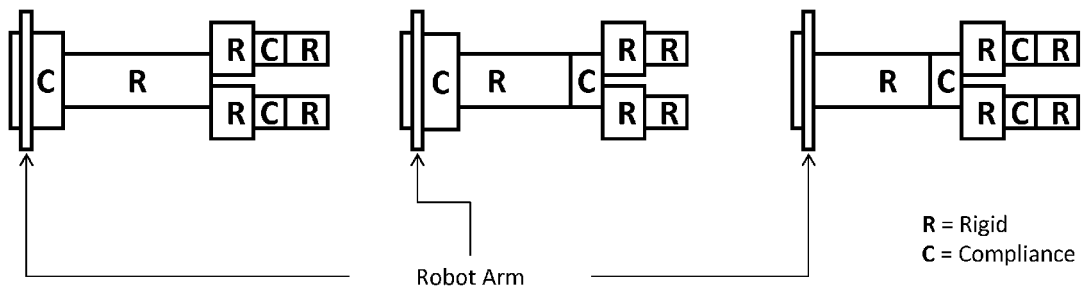 R C R R C R
C R C R R
C R R C R C R
R C R R R R C R
R = Rigid
C = Compliance
Robot Arm